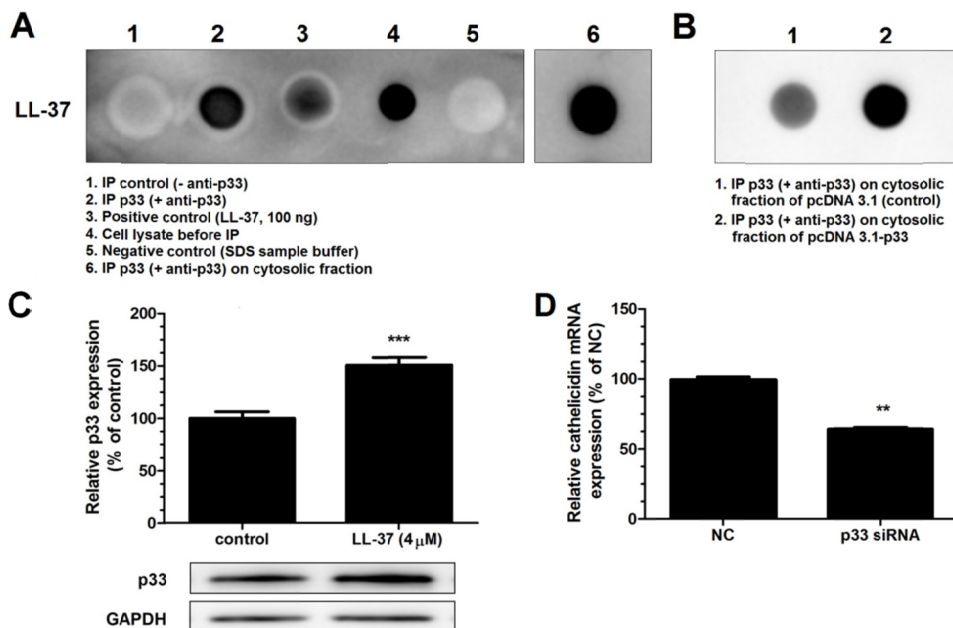 A
1 2 3 4 5 6
LL-37
1. IP control (- anti-p33)
2. IP p33 (+ anti-p33)
3. Positive control (LL-37, 100 ng)
4. Cell lysate before IP
5. Negative control (SDS sample buffer)
6. IP p33 (+ anti-p33) on cytosolic fraction
B
1 2
1. IP p33 (+ anti-p33) on cytosolic
fraction of pcDNA 3.1 (control)
2. IP p33 (+ anti-p33) on cytosolic
fraction of pcDNA 3.1-p33
C
Relative p33 expression
(% of control)
200
150
100
50
0
***
control LL-37 (4 μM)
p33
GAPDH
D
Relative cathelicidin mRNA
expression (% of NC)
150
100
50
0
**
NC p33 siRNA